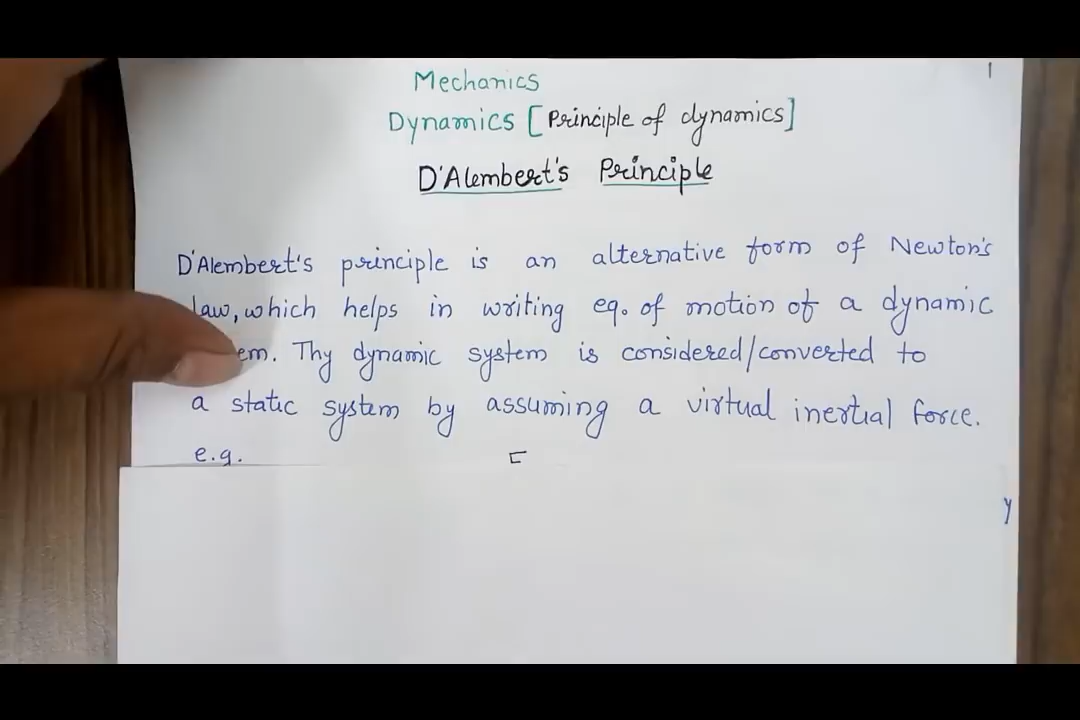 1
Mechanics
Dynamics [Principle of dynamics]
D'Alembert's Principle
D'Alembert's principle is an alternative form of Newton's
law, which helps in writing eq. of motion of a dynamic
em. Thy dynamic system is considered/converted to
a static system by assuming a virtual inertial force.
e.g.
y